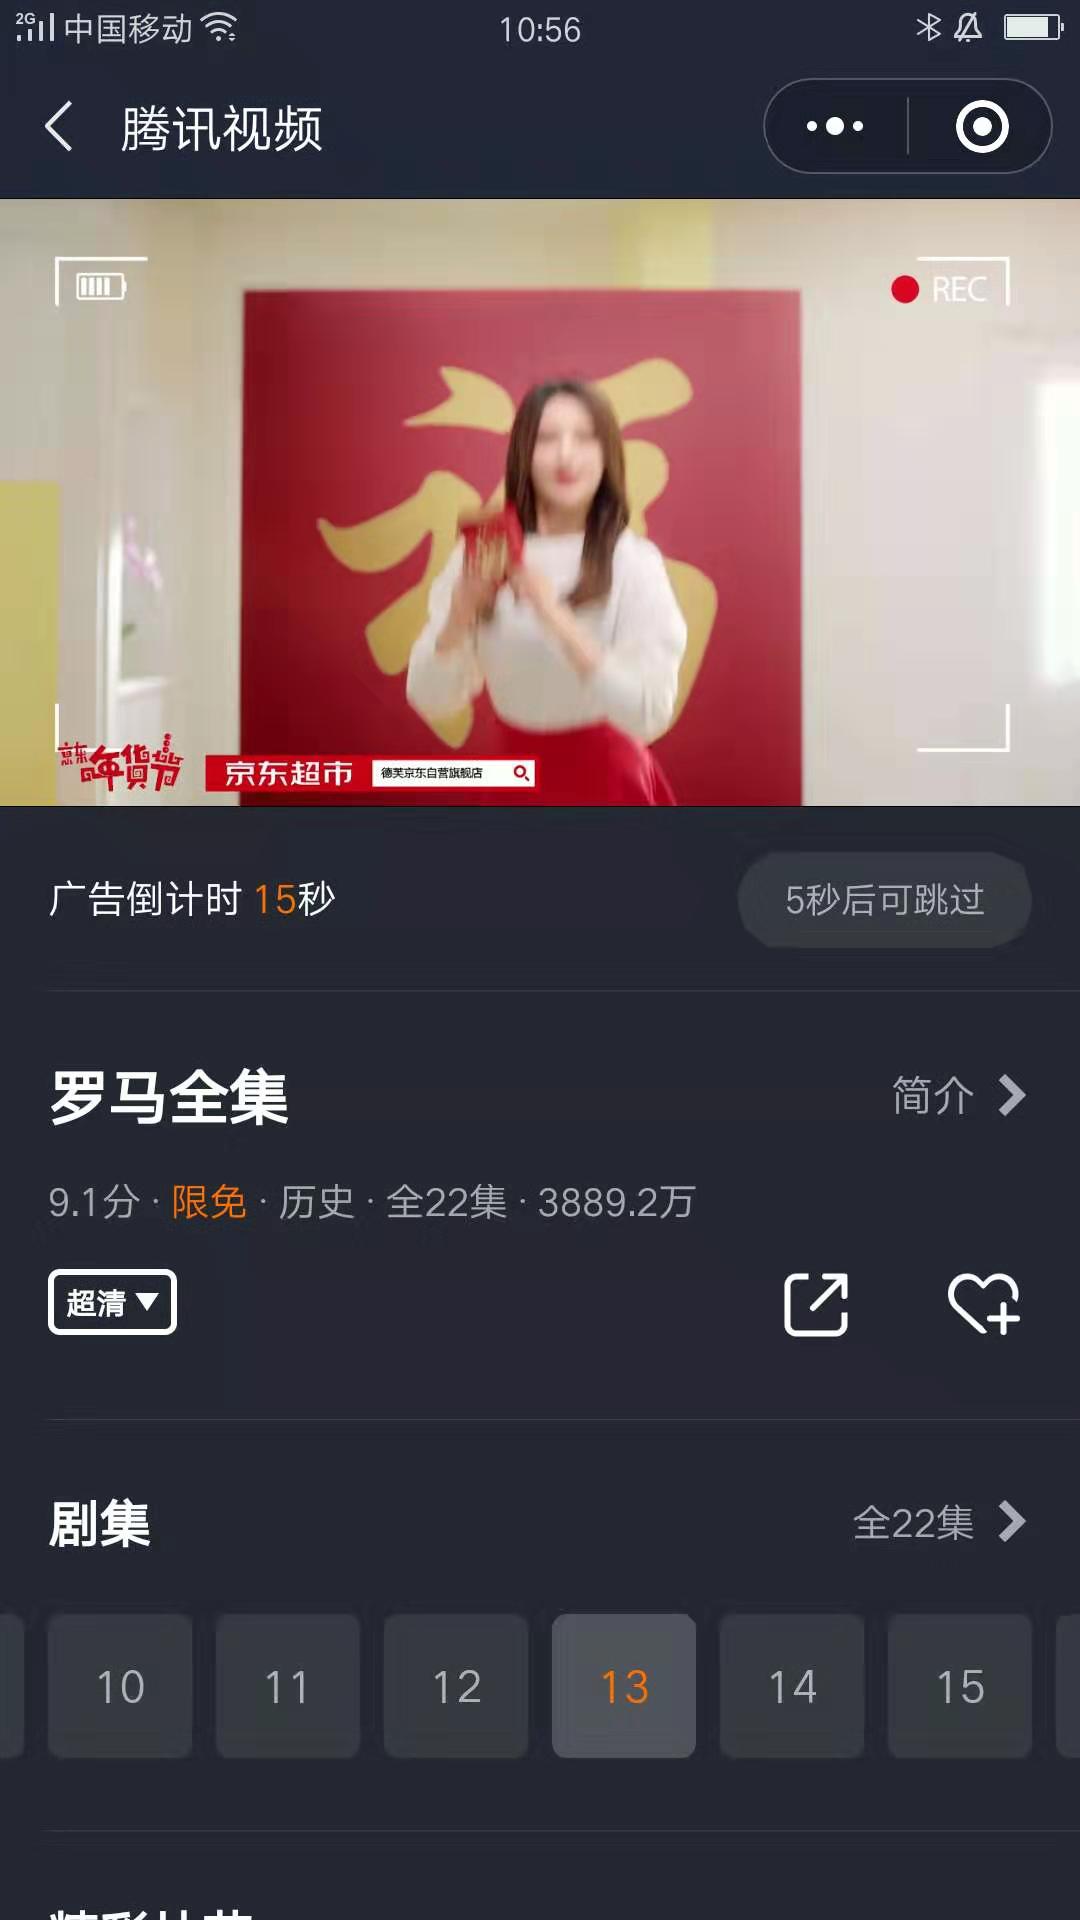 2G 中国移动 10:56
腾讯视频
REC
福
京东
年货节
京东超市 德芙京东自营旗舰店
广告倒计时 15秒 5秒后可跳过
罗马全集 简介
9.1分 · 限免 · 历史 · 全22集 · 3889.2万
超清
剧集 全22集
10 11 12 13 14 15